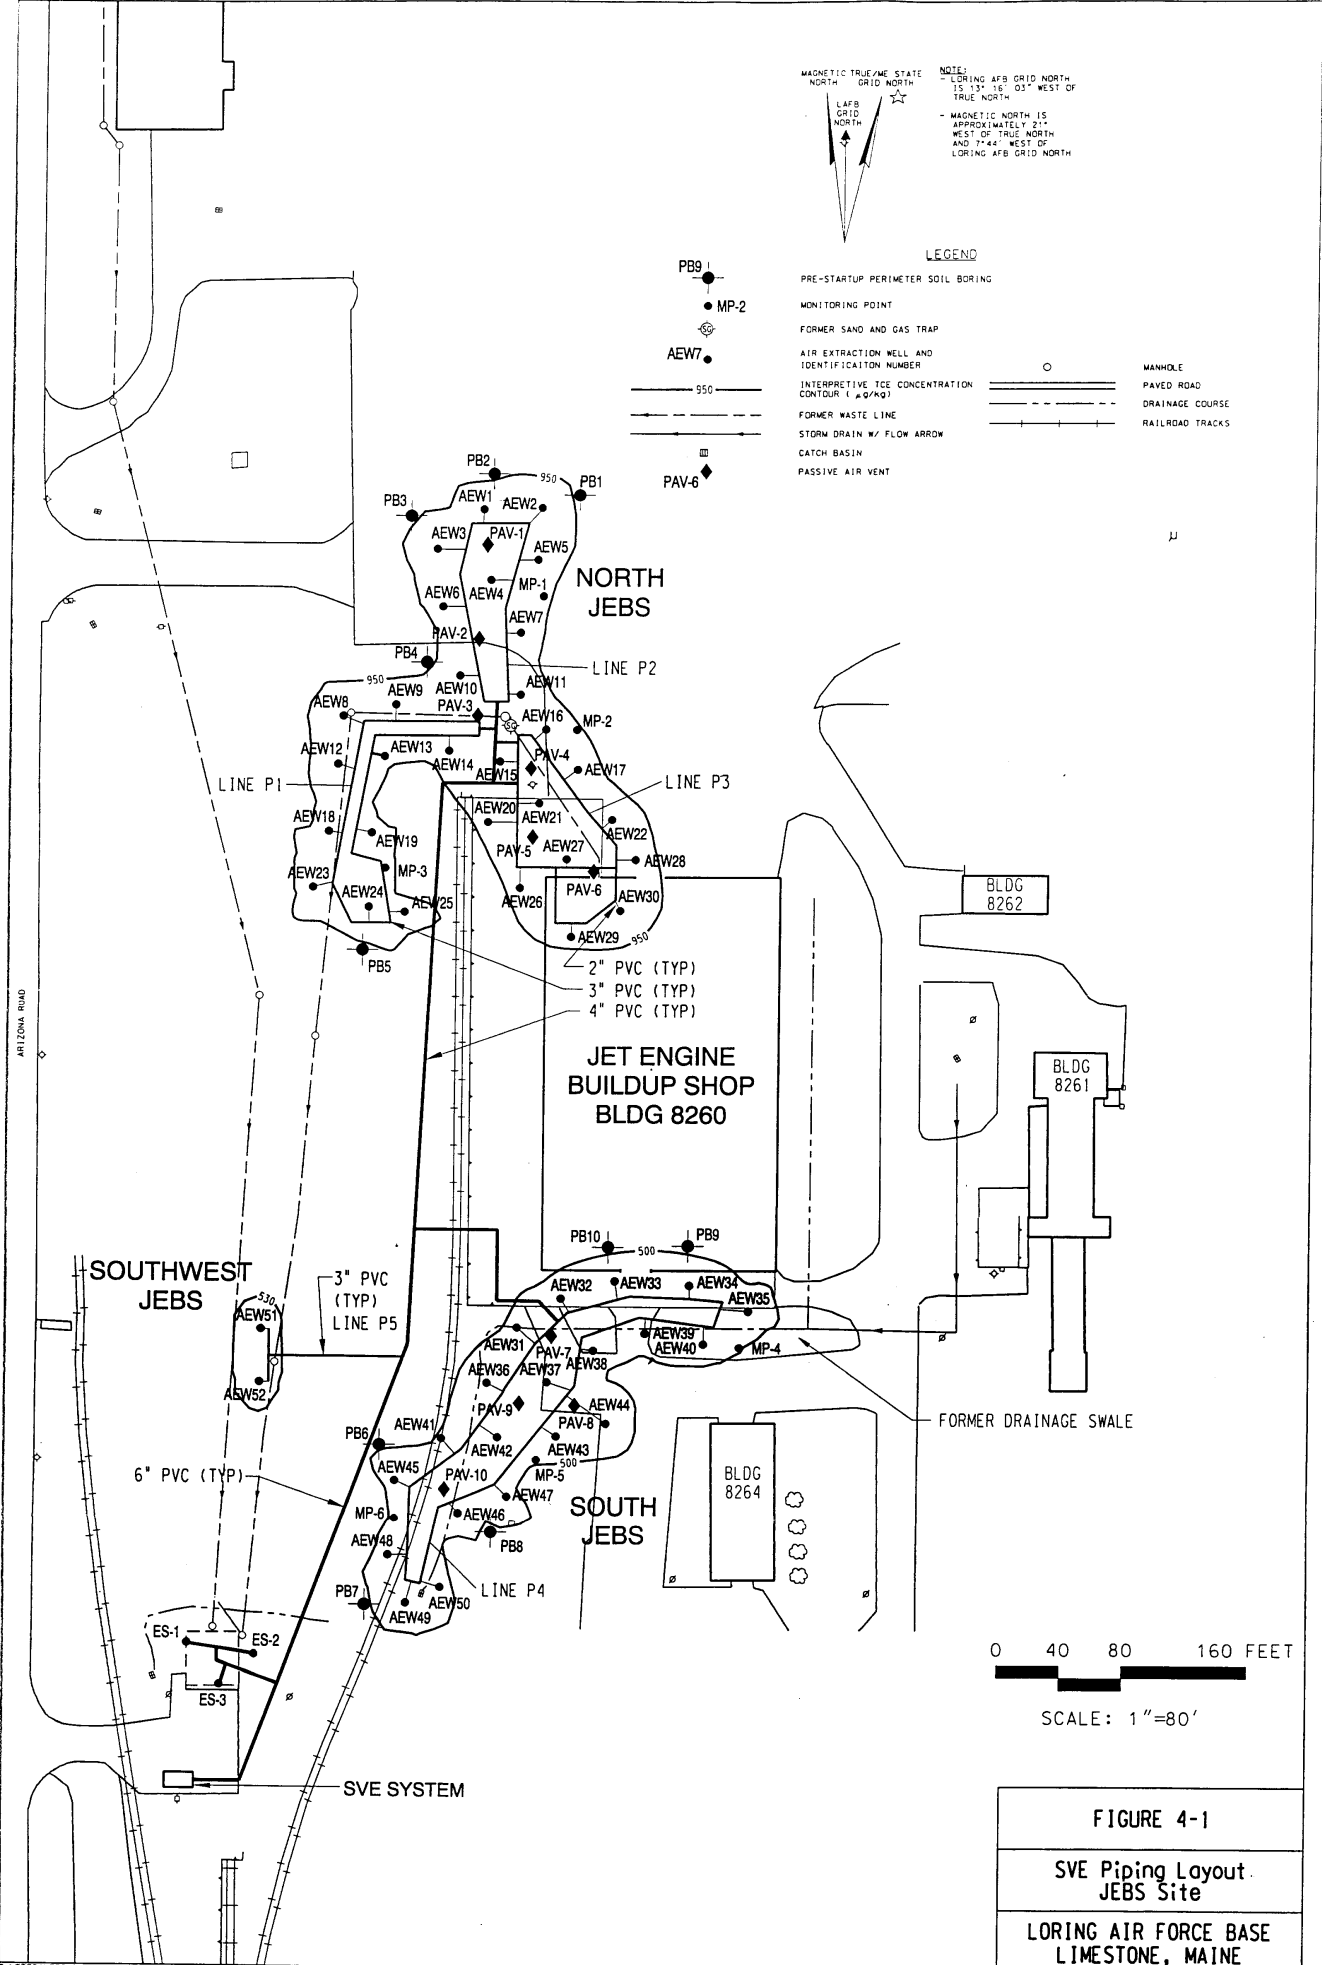 MAGNETIC TRUE/ME STATE
NORTH GRID NORTH
LAFB
GRID
NORTH
NOTE:
- LORING AFB GRID NORTH
IS 13° 16' 03" WEST OF
TRUE NORTH
- MAGNETIC NORTH IS
APPROXIMATELY 21°
WEST OF TRUE NORTH
AND 7°44' WEST OF
LORING AFB GRID NORTH
LEGEND
PB9
PRE-STARTUP PERIMETER SOIL BORING
MP-2
MONITORING POINT
SG
FORMER SAND AND GAS TRAP
AEW7
AIR EXTRACTION WELL AND
IDENTIFICAITON NUMBER
950
INTERPRETIVE TCE CONCENTRATION
CONTOUR ( µg/kg)
FORMER WASTE LINE
STORM DRAIN W/ FLOW ARROW
CATCH BASIN
PAV-6
PASSIVE AIR VENT
MANHOLE
PAVED ROAD
DRAINAGE COURSE
RAILROAD TRACKS
PB2
950
PB1
PB3
AEW1
AEW2
AEW3
PAV-1
AEW5
NORTH
JEBS
AEW4
MP-1
AEW6
AEW7
PAV-2
PB4
LINE P2
950
AEW9
AEW10
AEW11
AEW8
PAV-3
AEW16
SG
MP-2
AEW12
AEW13
AEW14
AEW15
PAV-4
AEW17
LINE P1
LINE P3
AEW20
AEW21
AEW18
AEW19
AEW22
PAV-5
AEW27
AEW28
AEW23
MP-3
PAV-6
AEW24
AEW25
AEW26
AEW30
AEW29
950
PB5
2" PVC (TYP)
3" PVC (TYP)
4" PVC (TYP)
BLDG
8262
ARIZONA ROAD
JET ENGINE
BUILDUP SHOP
BLDG 8260
BLDG
8261
PB10
PB9
500
SOUTHWEST
JEBS
530
AEW51
AEW52
3" PVC
(TYP)
LINE P5
AEW32
AEW33
AEW34
AEW35
AEW31
AEW39
AEW40
MP-4
PAV-7
AEW38
AEW36
AEW37
PAV-9
AEW44
PAV-8
FORMER DRAINAGE SWALE
AEW41
PB6
AEW42
AEW43
500
MP-5
6" PVC (TYP)
AEW45
PAV-10
AEW47
BLDG
8264
SOUTH
JEBS
MP-6
AEW46
AEW48
PB8
PB7
LINE P4
AEW50
AEW49
ES-1
ES-2
ES-3
0 40 80 160 FEET
SCALE: 1"=80'
SVE SYSTEM
FIGURE 4-1
SVE Piping Layout
JEBS Site
LORING AIR FORCE BASE
LIMESTONE, MAINE